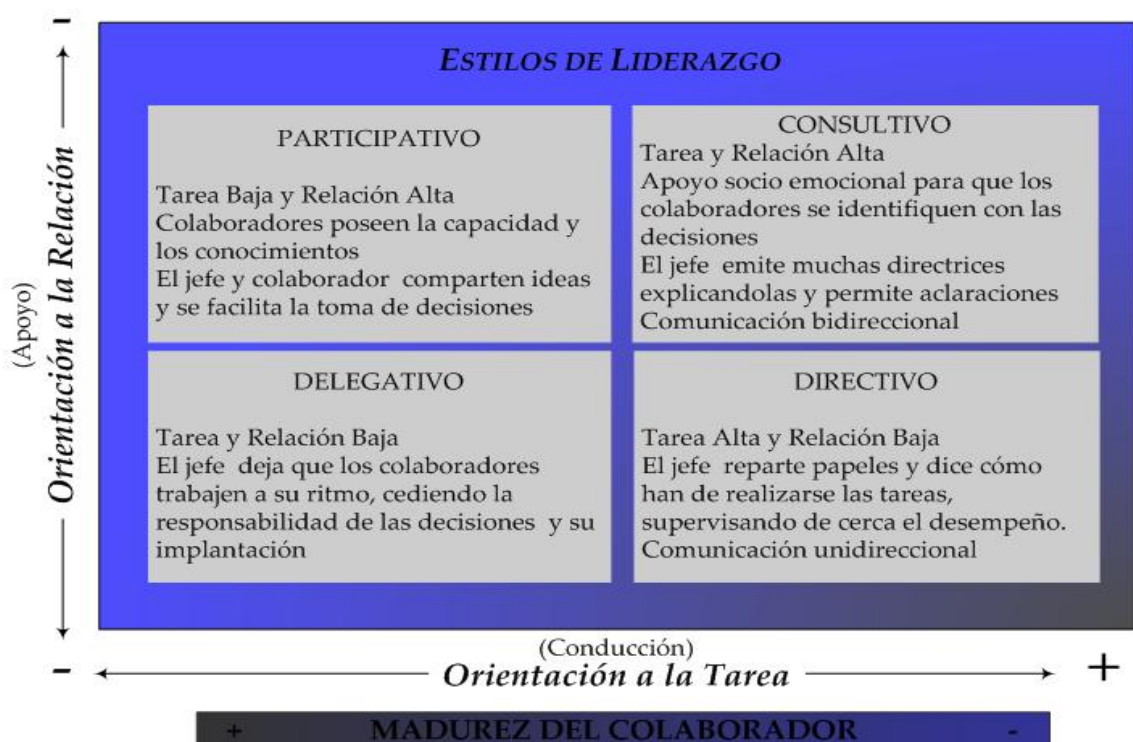 -
ESTILOS DE LIDERAZGO
PARTICIPATIVO
Tarea Baja y Relación Alta
Colaboradores poseen la capacidad y
los conocimientos
El jefe y colaborador comparten ideas
y se facilita la toma de decisiones
CONSULTIVO
Tarea y Relación Alta
Apoyo socio emocional para que los
colaboradores se identifiquen con las
decisiones
El jefe emite muchas directrices
explicandolas y permite aclaraciones
Comunicación bidireccional
DELEGATIVO
Tarea y Relación Baja
El jefe deja que los colaboradores
trabajen a su ritmo, cediendo la
responsabilidad de las decisiones y su
implantación
DIRECTIVO
Tarea Alta y Relación Baja
El jefe reparte papeles y dice cómo
han de realizarse las tareas,
supervisando de cerca el desempeño.
Comunicación unidireccional
(Apoyo)
Orientación a la Relación
-
(Conducción)
Orientación a la Tarea
+
+ MADUREZ DEL COLABORADOR -